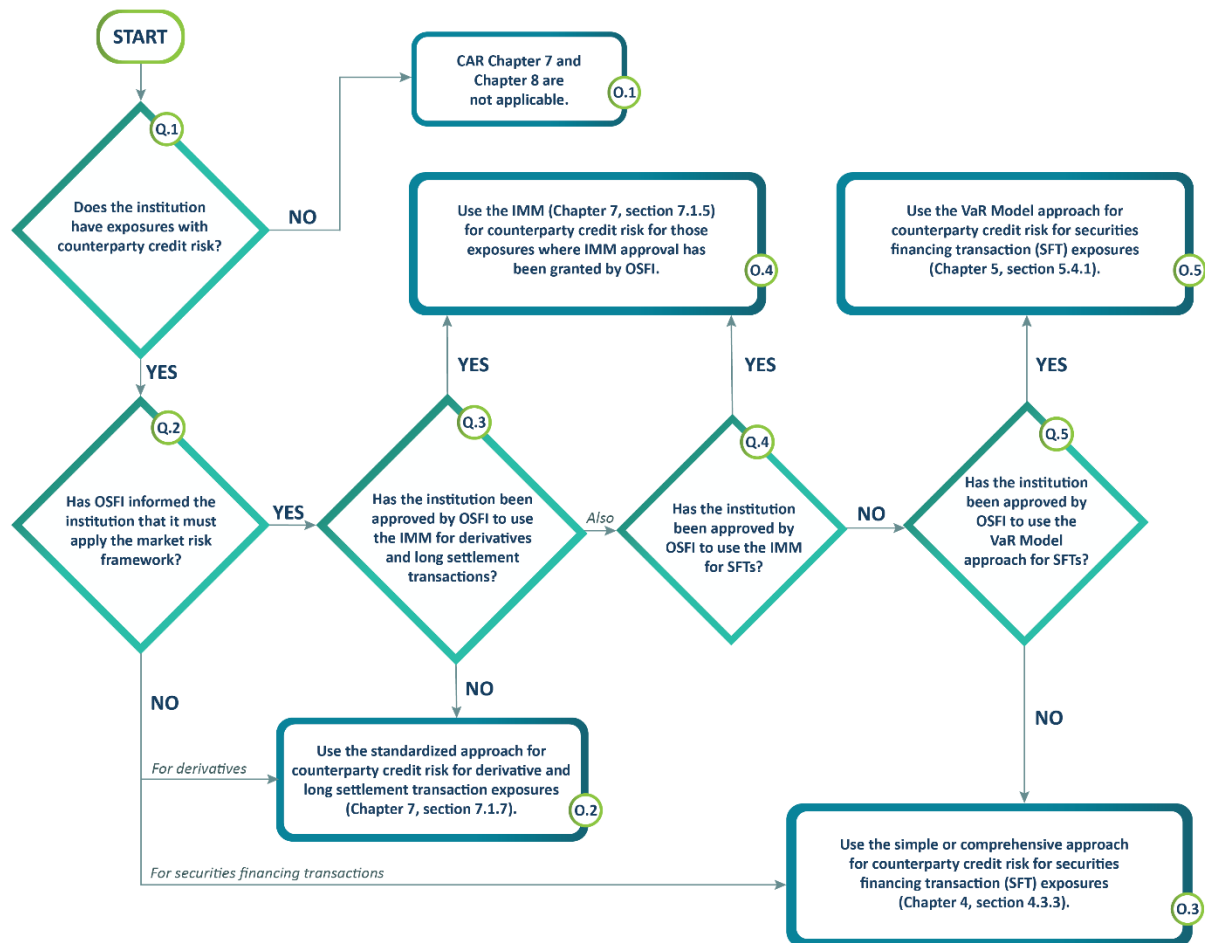 START
Q.1
Does the institution
have exposures with
counterparty credit risk?
NO
CAR Chapter 7 and
Chapter 8 are
not applicable.
O.1
YES
Q.2
Has OSFI informed the
institution that it must
apply the market risk
framework?
YES
Q.3
Has the institution been
approved by OSFI to use
the IMM for derivatives
and long settlement
transactions?
YES
Use the IMM (Chapter 7, section 7.1.5)
for counterparty credit risk for those
exposures where IMM approval has
been granted by OSFI.
O.4
Also
Q.4
Has the institution
been approved by
OSFI to use the IMM
for SFTs?
YES
NO
Q.5
Has the institution
been approved by
OSFI to use the
VaR Model
approach for SFTs?
YES
Use the VaR Model approach for
counterparty credit risk for securities
financing transaction (SFT) exposures
(Chapter 5, section 5.4.1).
O.5
NO
NO
NO
For derivatives
Use the standardized approach for
counterparty credit risk for derivative and
long settlement transaction exposures
(Chapter 7, section 7.1.7).
O.2
For securities financing transactions
Use the simple or comprehensive approach
for counterparty credit risk for securities
financing transaction (SFT) exposures
(Chapter 4, section 4.3.3).
O.3